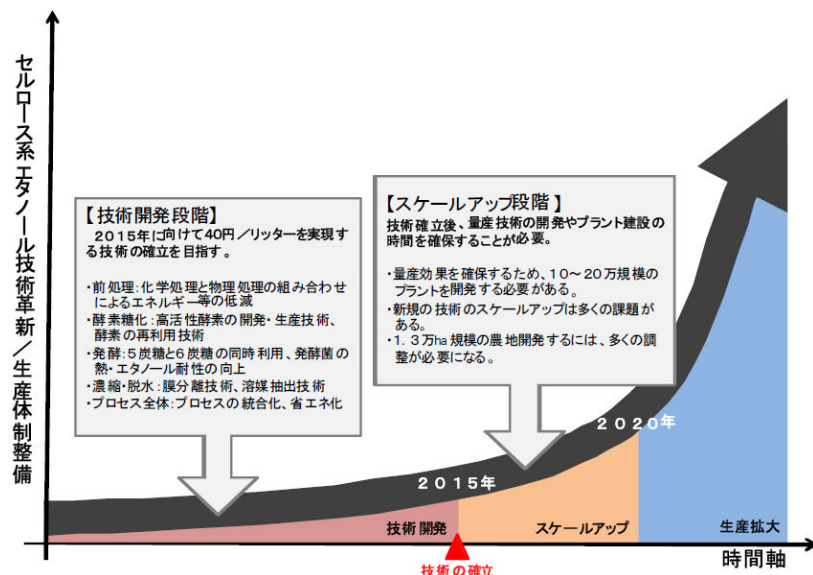 セルロース系エタノール技術革新／生産体制整備
【技術開発段階】
２０１５年に向けて40円／リッターを実現す
る技術の確立を目指す。
・前処理：化学処理と物理処理の組み合わせ
によるエネルギー等の低減
・酵素糖化：高活性酵素の開発・生産技術、
酵素の再利用技術
・発酵：５炭糖と６炭糖の同時利用、発酵菌の
熱・エタノール耐性の向上
・濃縮・脱水：膜分離技術、溶媒抽出技術
・プロセス全体：プロセスの統合化、省エネ化
【スケールアップ段階】
技術確立後、量産技術の開発やプラント建設の
時間を確保することが必要。
・量産効果を確保するため、１０～２０万規模の
プラントを開発する必要がある。
・新規の技術のスケールアップは多くの課題が
ある。
・１．３万ha規模の農地開発するには、多くの調
整が必要になる。
２０２０年
２０１５年
技術開発
スケールアップ
生産拡大
時間軸
技術の確立